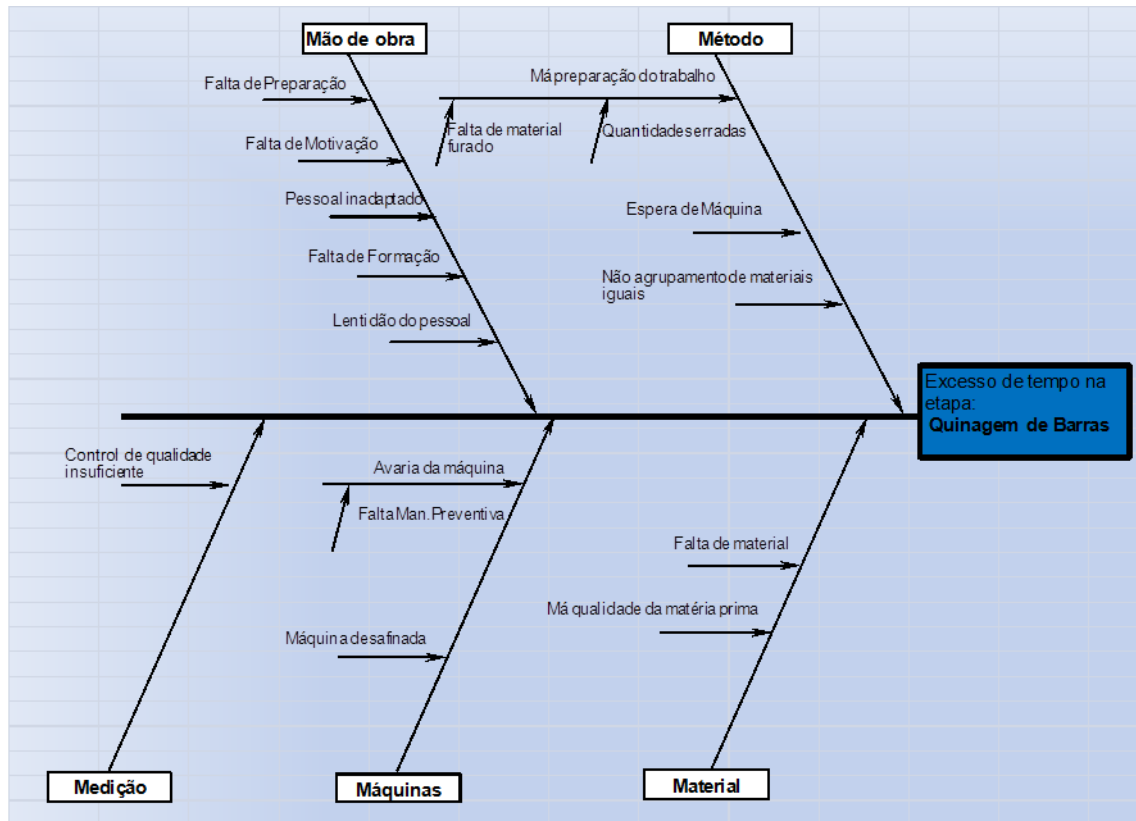 Mão de obra
Método
Falta de Preparação
Má preparação do trabalho
Falta de material
furado
Quantidade serradas
Falta de Motivação
Pessoal inadaptado
Espera de Máquina
Falta de Formação
Não agrupamento de materiais
iguais
Lentidão do pessoal
Excesso de tempo na
etapa:
Quinagem de Barras
Control de qualidade
insuficiente
Avaria da máquina
Falta Man. Preventiva
Falta de material
Má qualidade da matéria prima
Máquina desafinada
Medição
Máquinas
Material